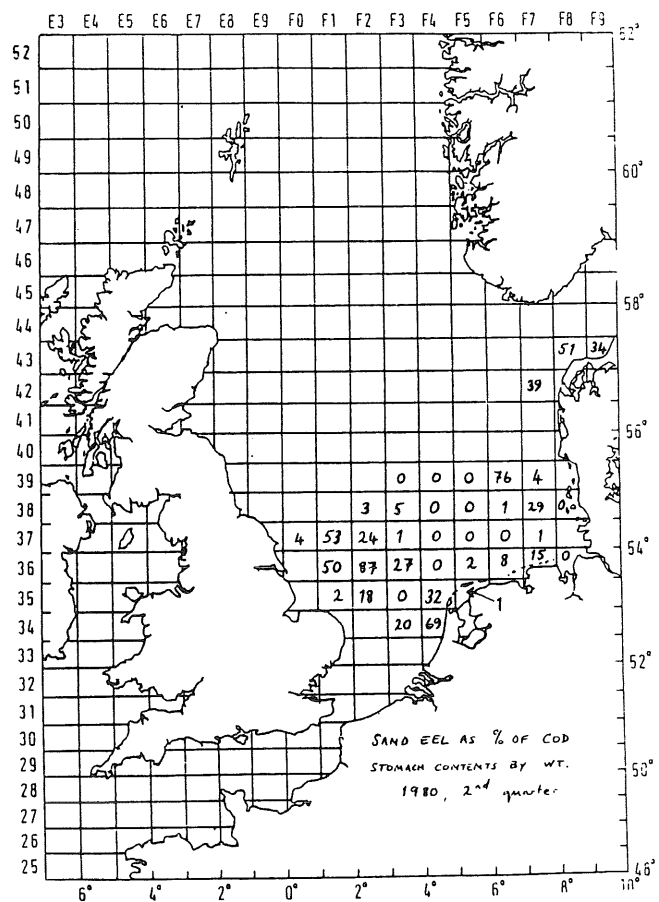 E3 E4 E5 E6 E7 E8 E9 F0 F1 F2 F3 F4 F5 F6 F7 F8 F9
62°
52
51
50
49
60°
48
47
46
45
58°
44
43 51 34
42 39
41
56°
40
39 0 0 0 76 4
38 3 5 0 0 1 29 0
37 4 53 24 1 0 0 0 1
54°
36 50 87 27 0 2 8 15 0
35 2 18 0 32 1
34 20 69
33
52°
32
31
30
SAND EEL AS % OF COD
29
50°
STOMACH CONTENTS BY WT.
28
1980, 2nd quarter
27
26
25
48°
6° 4° 2° 0° 2° 4° 6° 8° 10°